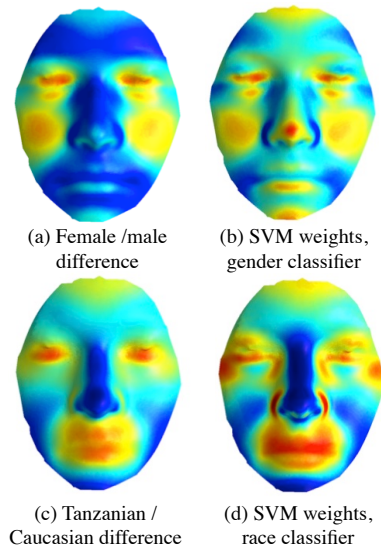 (a) Female /male
difference
(b) SVM weights,
gender classifier
(c) Tanzanian /
Caucasian difference
(d) SVM weights,
race classifier